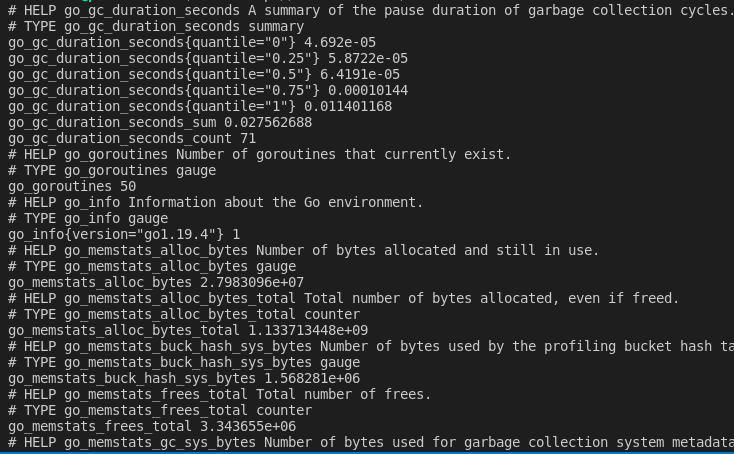 # HELP go_gc_duration_seconds A summary of the pause duration of garbage collection cycles.
# TYPE go_gc_duration_seconds summary
go_gc_duration_seconds{quantile="0"} 4.692e-05
go_gc_duration_seconds{quantile="0.25"} 5.8722e-05
go_gc_duration_seconds{quantile="0.5"} 6.4191e-05
go_gc_duration_seconds{quantile="0.75"} 0.00010144
go_gc_duration_seconds{quantile="1"} 0.011401168
go_gc_duration_seconds_sum 0.027562688
go_gc_duration_seconds_count 71
# HELP go_goroutines Number of goroutines that currently exist.
# TYPE go_goroutines gauge
go_goroutines 50
# HELP go_info Information about the Go environment.
# TYPE go_info gauge
go_info{version="go1.19.4"} 1
# HELP go_memstats_alloc_bytes Number of bytes allocated and still in use.
# TYPE go_memstats_alloc_bytes gauge
go_memstats_alloc_bytes 2.7983096e+07
# HELP go_memstats_alloc_bytes_total Total number of bytes allocated, even if freed.
# TYPE go_memstats_alloc_bytes_total counter
go_memstats_alloc_bytes_total 1.133713448e+09
# HELP go_memstats_buck_hash_sys_bytes Number of bytes used by the profiling bucket hash ta
# TYPE go_memstats_buck_hash_sys_bytes gauge
go_memstats_buck_hash_sys_bytes 1.568281e+06
# HELP go_memstats_frees_total Total number of frees.
# TYPE go_memstats_frees_total counter
go_memstats_frees_total 3.343655e+06
# HELP go_memstats_gc_sys_bytes Number of bytes used for garbage collection system metadata